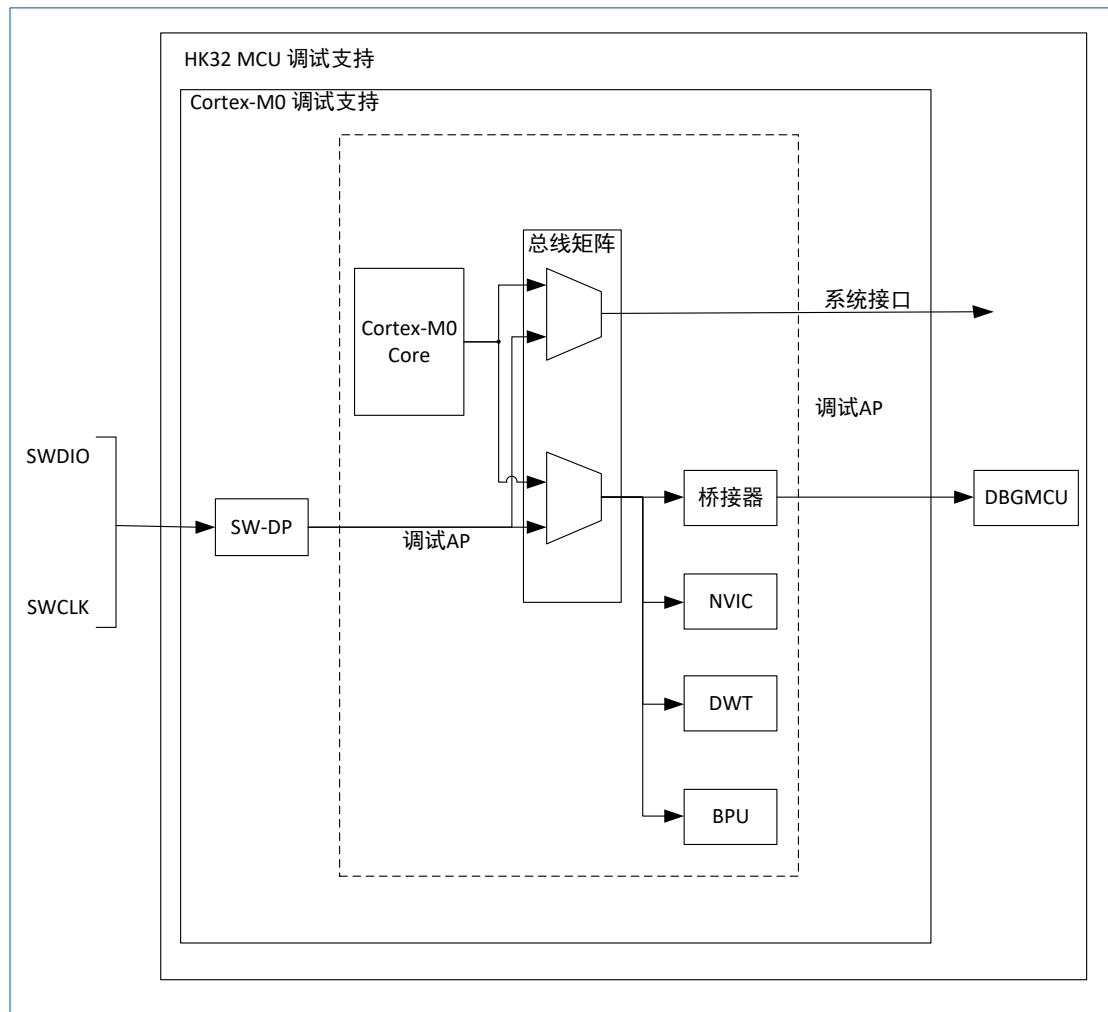 HK32 MCU 调试支持
Cortex-M0 调试支持
总线矩阵
Cortex-M0
Core
系统接口
调试AP
SWDIO
SWCLK
SW-DP
调试AP
桥接器
DBGMCU
NVIC
DWT
BPU